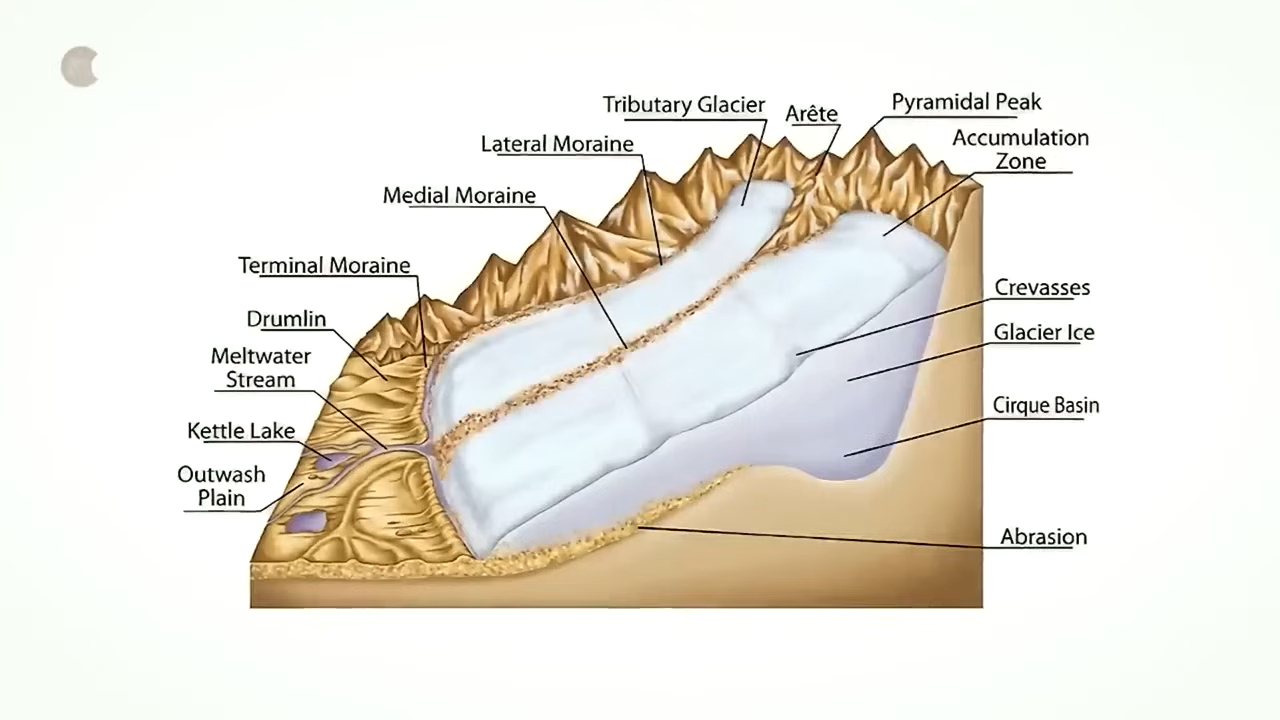 Tributary Glacier
Arête
Pyramidal Peak
Accumulation
Zone
Lateral Moraine
Medial Moraine
Terminal Moraine
Drumlin
Meltwater
Stream
Kettle Lake
Outwash
Plain
Crevasses
Glacier Ice
Cirque Basin
Abrasion